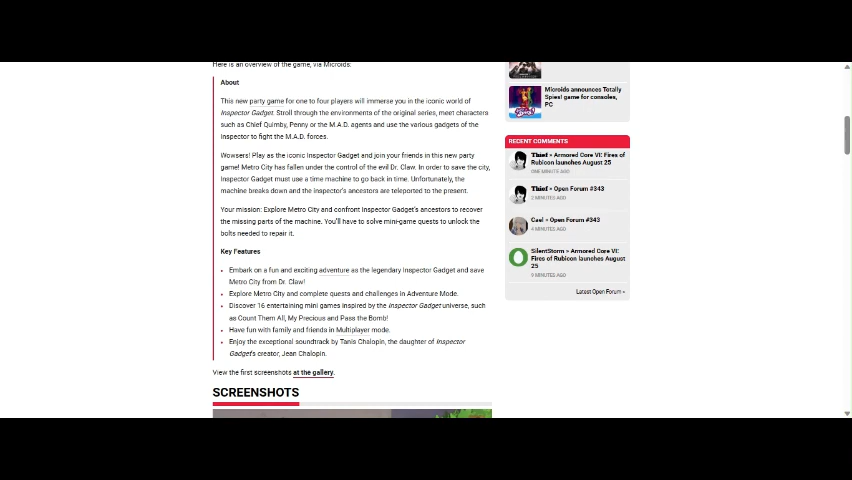 Here is an overview of the game, via Microids:
About
This new party game for one to four players will immerse you in the iconic world of
Inspector Gadget. Stroll through the environments of the original series, meet characters
such as Chief Quimby, Penny or the M.A.D. agents and use the various gadgets of the
inspector to fight the M.A.D. forces.
Wowsers! Play as the iconic Inspector Gadget and join your friends in this new party
game! Metro City has fallen under the control of the evil Dr. Claw. In order to save the city,
Inspector Gadget must use a time machine to go back in time. Unfortunately, the
machine breaks down and the inspector's ancestors are teleported to the present.
Your mission: Explore Metro City and confront Inspector Gadget's ancestors to recover
the missing parts of the machine. You'll have to solve mini-game quests to unlock the
bolts needed to repair it.
Key Features
• Embark on a fun and exciting adventure as the legendary Inspector Gadget and save
Metro City from Dr. Claw!
• Explore Metro City and complete quests and challenges in Adventure Mode.
• Discover 16 entertaining mini games inspired by the Inspector Gadget universe, such
as Count Them All, My Precious and Pass the Bomb!
• Have fun with family and friends in Multiplayer mode.
• Enjoy the exceptional soundtrack by Tanis Chalopin, the daughter of Inspector
Gadget's creator, Jean Chalopin.
View the first screenshots at the gallery.
SCREENSHOTS
Microids announces Totally
Spies! game for consoles,
PC
RECENT COMMENTS
Thief » Armored Core VI: Fires of
Rubicon launches August 25
ONE MINUTE AGO
Thief » Open Forum #343
2 MINUTES AGO
Cael » Open Forum #343
4 MINUTES AGO
SilentStorm » Armored Core VI:
Fires of Rubicon launches August
25
9 MINUTES AGO
Latest Open Forum »